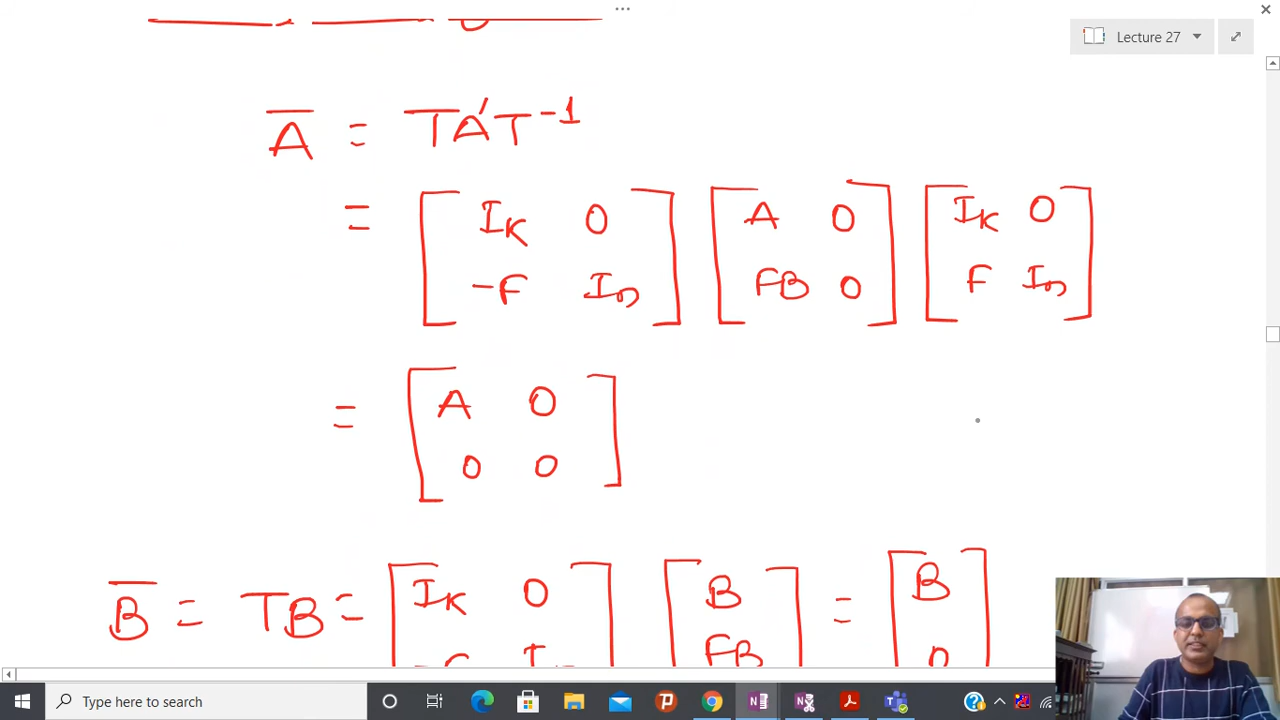 Lecture 27
A̅ = TA'T⁻¹
= [ I_K 0 ; -F I_n ] [ A 0 ; FB 0 ] [ I_K 0 ; F I_n ]
= [ A 0 ; 0 0 ]
B̅ = TB = [ I_K 0 [ B = [ B
FB
Type here to search